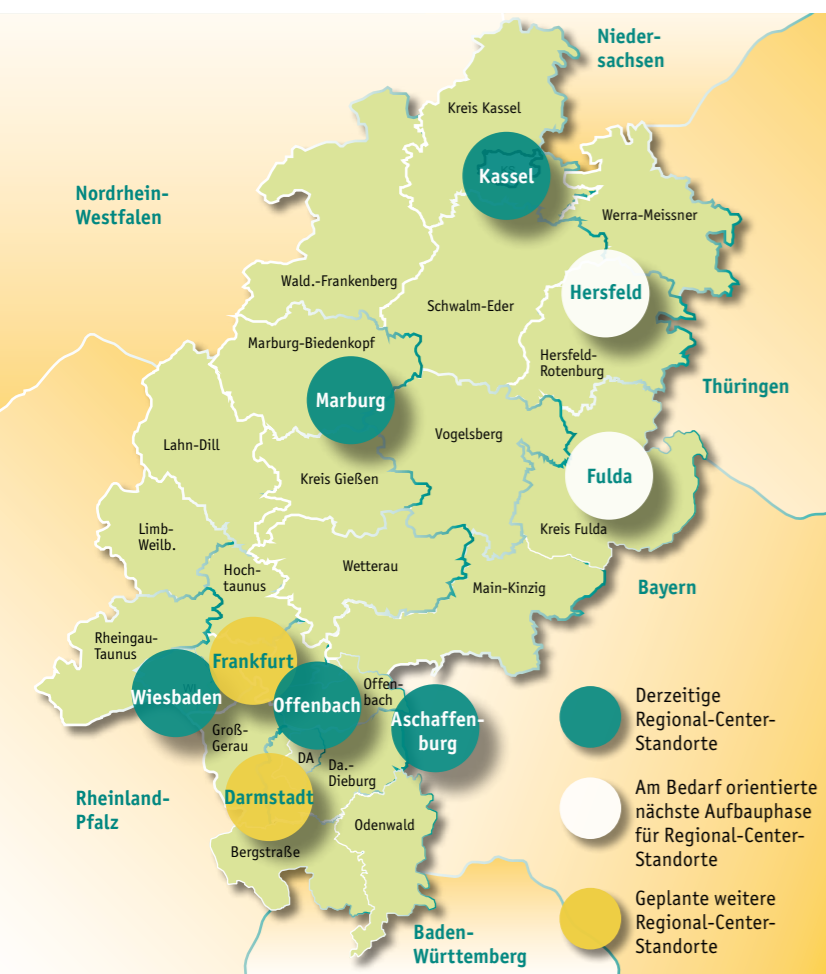 Nieder-
sachsen
Kreis Kassel
Kassel
Nordrhein-
Westfalen
Werra-Meissner
Wald.-Frankenberg
Hersfeld
Schwalm-Eder
Marburg-Biedenkopf
Hersfeld-
Rotenburg
Thüringen
Marburg
Vogelsberg
Lahn-Dill
Kreis Gießen
Fulda
Limb-
Weilb.
Kreis Fulda
Hoch-
taunus
Wetterau
Main-Kinzig
Bayern
Rheingau-
Taunus
Frankfurt
Wiesbaden
Offenbach
Offen-
bach
Aschaffen-
burg
Groß-
Gerau
DA
Da.-
Dieburg
Darmstadt
Rheinland-
Pfalz
Odenwald
Bergstraße
Baden-
Württemberg
Derzeitige
Regional-Center-
Standorte
Am Bedarf orientierte
nächste Aufbauphase
für Regional-Center-
Standorte
Geplante weitere
Regional-Center-
Standorte